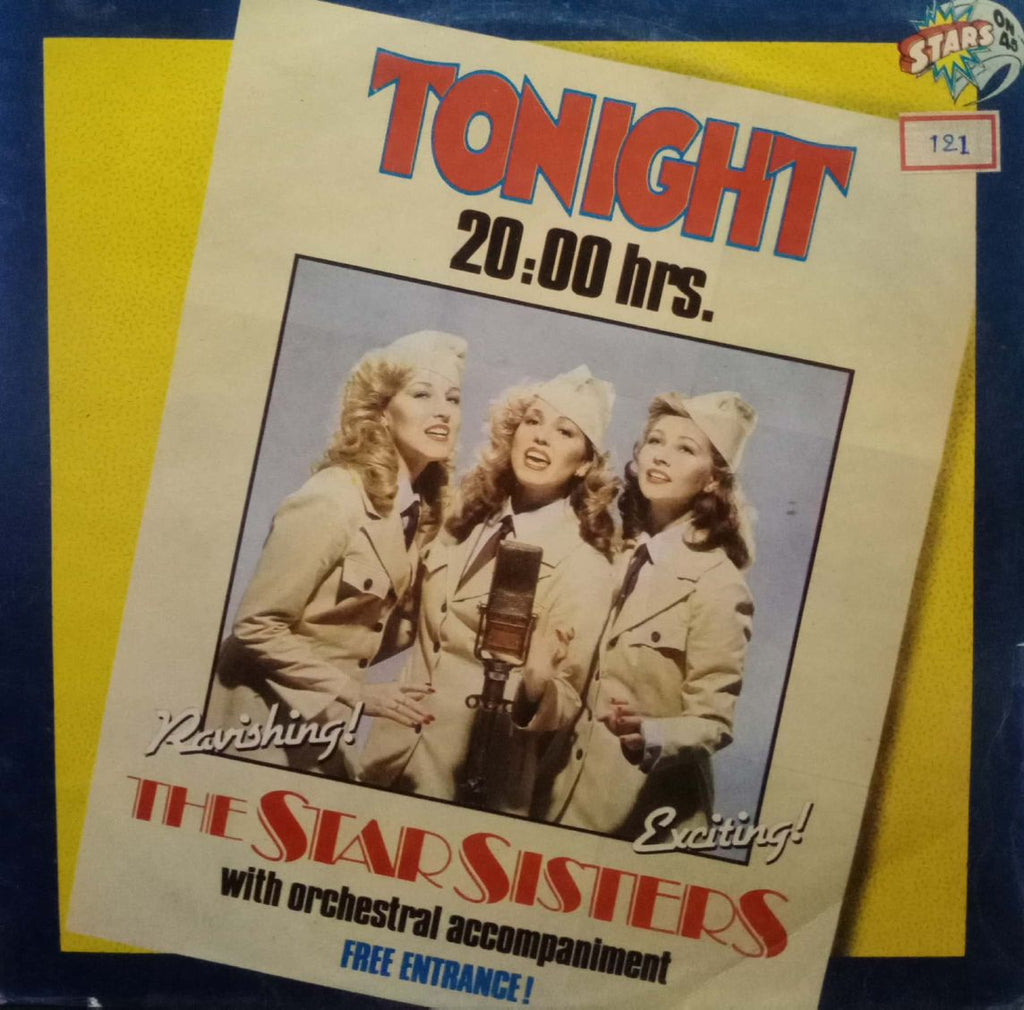 STARS
ON
45
121
TONIGHT
20:00 hrs.
Ravishing!
Exciting!
THE STAR SISTERS
with orchestral accompaniment
FREE ENTRANCE!